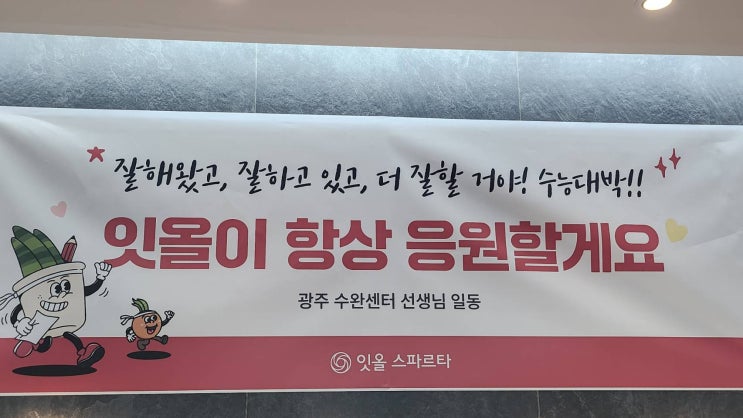 잘해왔고, 잘하고 있고, 더 잘할 거야! 수능대박!!
잇올이 항상 응원할게요
광주 수완센터 선생님 일동
잇올 스파르타